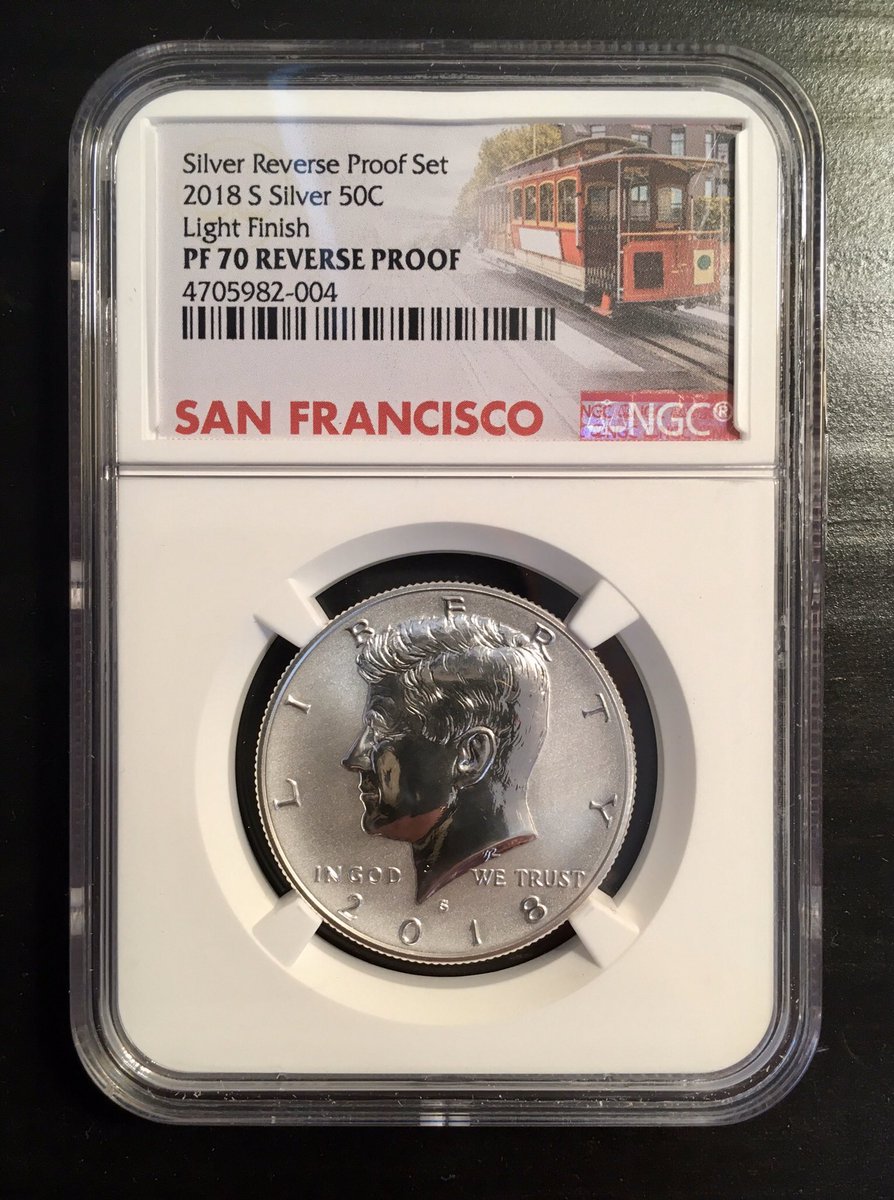 Silver Reverse Proof Set
2018 S Silver 50C
Light Finish
PF 70 REVERSE PROOF
4705982-004
SAN FRANCISCO
NGC®
LIBERTY
IN GOD WE TRUST
S
2018